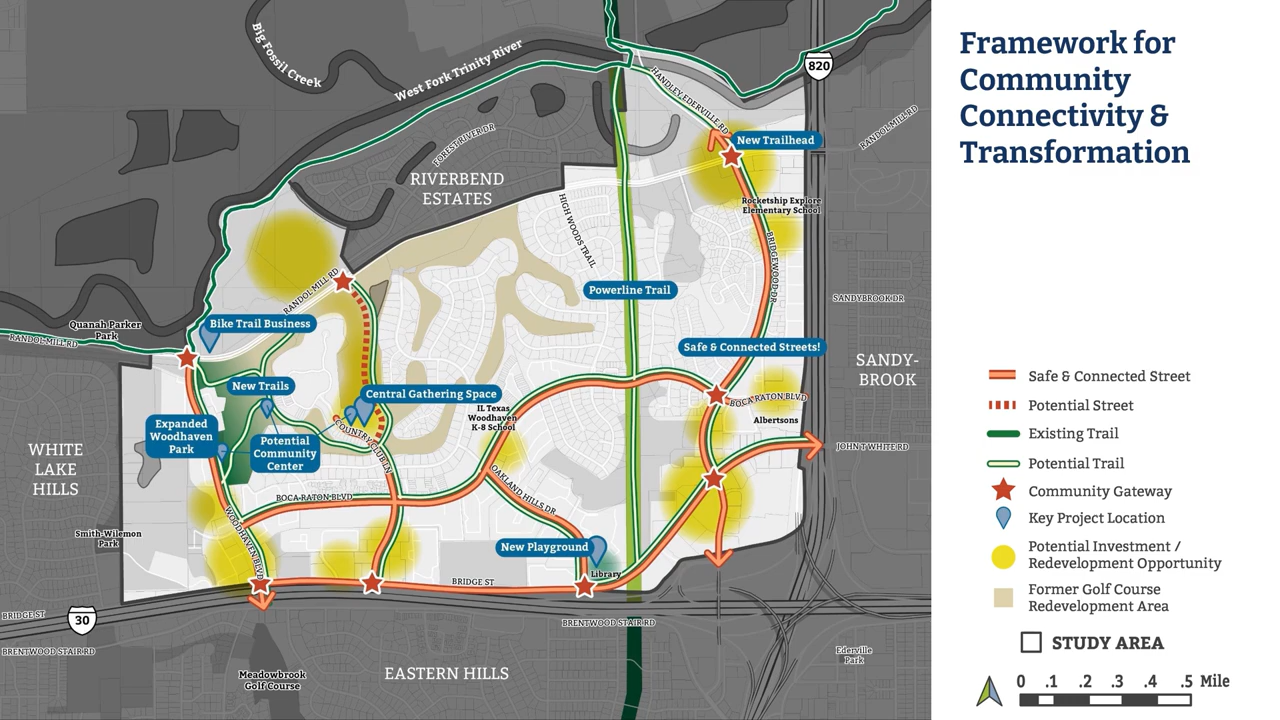 Framework for
Community
Connectivity &
Transformation
Big Fossil Creek
West Fork Trinity River
820
HANDLEY EDERVILLE RD
RANDOL MILL RD
FOREST RIVER DR
New Trailhead
RIVERBEND
ESTATES
Rocketship Explore
Elementary School
HIGH WOODS TRAIL
BRIDGEWOOD DR
RANDOL MILL RD
Powerline Trail
SANDYBROOK DR
Quanah Parker
Park
Bike Trail Business
RANDOL MILL RD
Safe & Connected Streets!
SANDY-
BROOK
New Trails
Central Gathering Space
BOCA RATON BLVD
IL Texas
Woodhaven
K-8 School
Albertsons
Expanded
Woodhaven
Park
COUNTRY CLUB LN
Potential
Community
Center
JOHN T WHITE RD
WHITE
LAKE
HILLS
OAKLAND HILLS DR
BOCA RATON BLVD
WOODHAVEN BLVD
Smith-Wilemon
Park
New Playground
Library
BRIDGE ST
BRIDGE ST
30
BRENTWOOD STAIR RD
BRENTWOOD STAIR RD
Ederville
Park
EASTERN HILLS
Meadowbrook
Golf Course
Safe & Connected Street
Potential Street
Existing Trail
Potential Trail
Community Gateway
Key Project Location
Potential Investment /
Redevelopment Opportunity
Former Golf Course
Redevelopment Area
STUDY AREA
0 .1 .2 .3 .4 .5 Mile